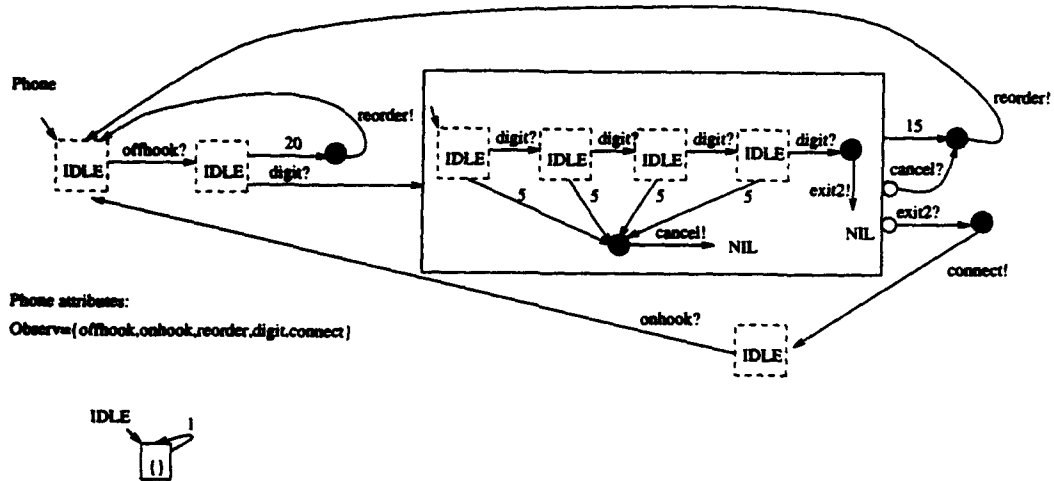 Phone
reorder!
reorder!
offhook?
20
digit?
IDLE
IDLE
digit?
digit?
digit?
digit?
IDLE
IDLE
IDLE
IDLE
5
5
5
5
exit2!
cancel!
NIL
NIL
15
cancel?
exit2?
connect!
onhook?
IDLE
Phone attributes:
Observ={offhook,onhook,reorder,digit,connect}
IDLE
1
{}